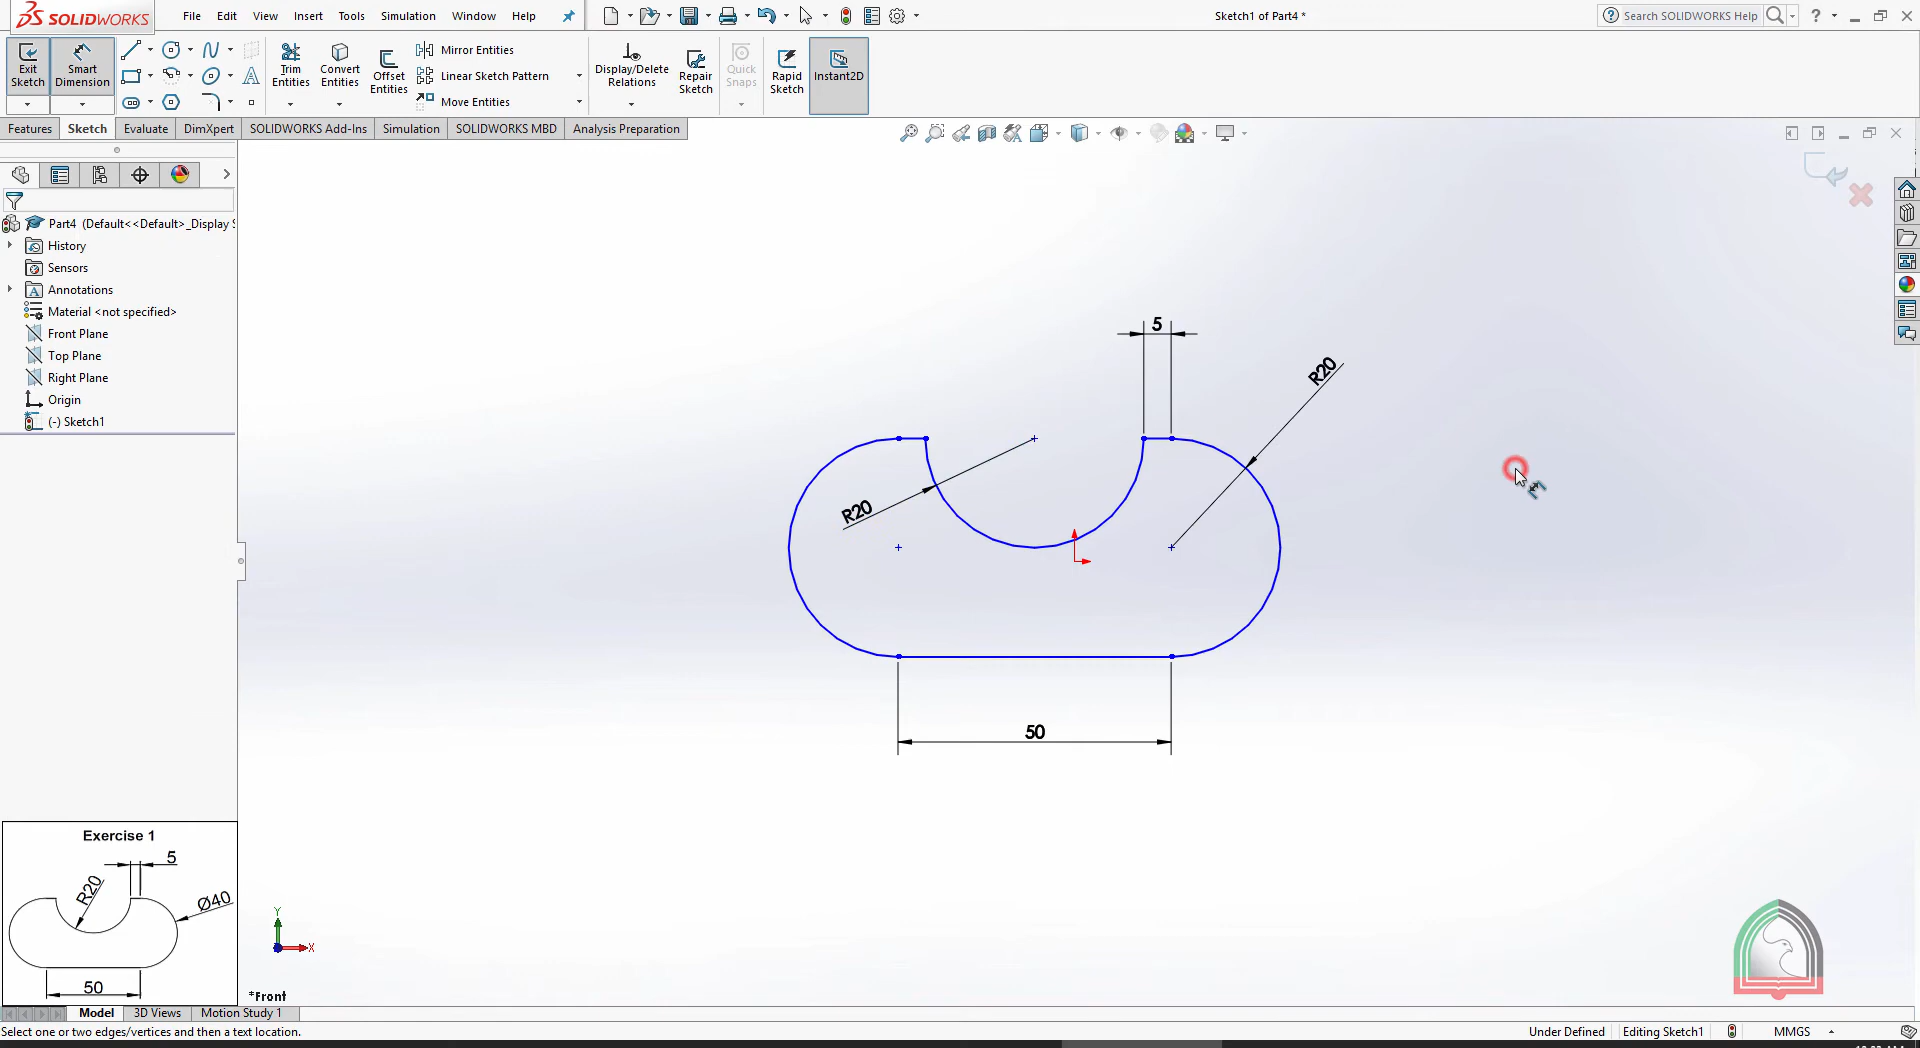 SOLIDWORKS File Edit View Insert Tools Simulation Window Help Sketch1 of Part4 * Search SOLIDWORKS Help
Exit Sketch
Smart Dimension
Trim Entities
Convert Entities
Offset Entities
Mirror Entities
Linear Sketch Pattern
Move Entities
Display/Delete Relations
Repair Sketch
Quick Snaps
Rapid Sketch
Instant2D
Features Sketch Evaluate DimXpert SOLIDWORKS Add-Ins Simulation SOLIDWORKS MBD Analysis Preparation
Part4 (Default<<Default>_Display S
History
Sensors
Annotations
Material <not specified>
Front Plane
Top Plane
Right Plane
Origin
(-) Sketch1
5
R20
R20
50
Exercise 1
5
R20
Ø40
50
Y
X
*Front
Model 3D Views Motion Study 1
Select one or two edges/vertices and then a text location. Under Defined Editing Sketch1 MMGS